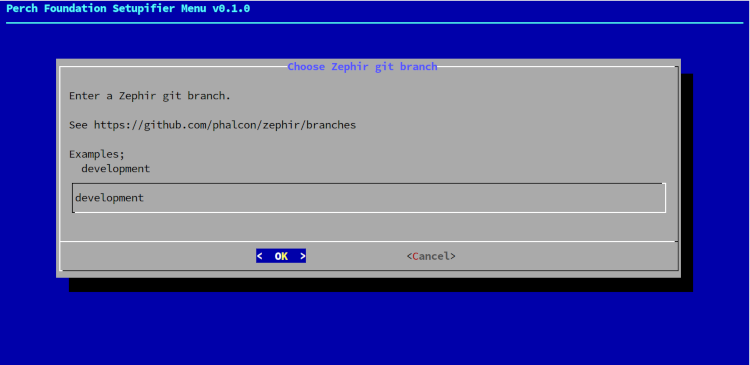 Perch Foundation Setupifier Menu v0.1.0
Choose Zephir git branch
Enter a Zephir git branch.
See https://github.com/phalcon/zephir/branches
Examples;
development
development
< OK > <Cancel>